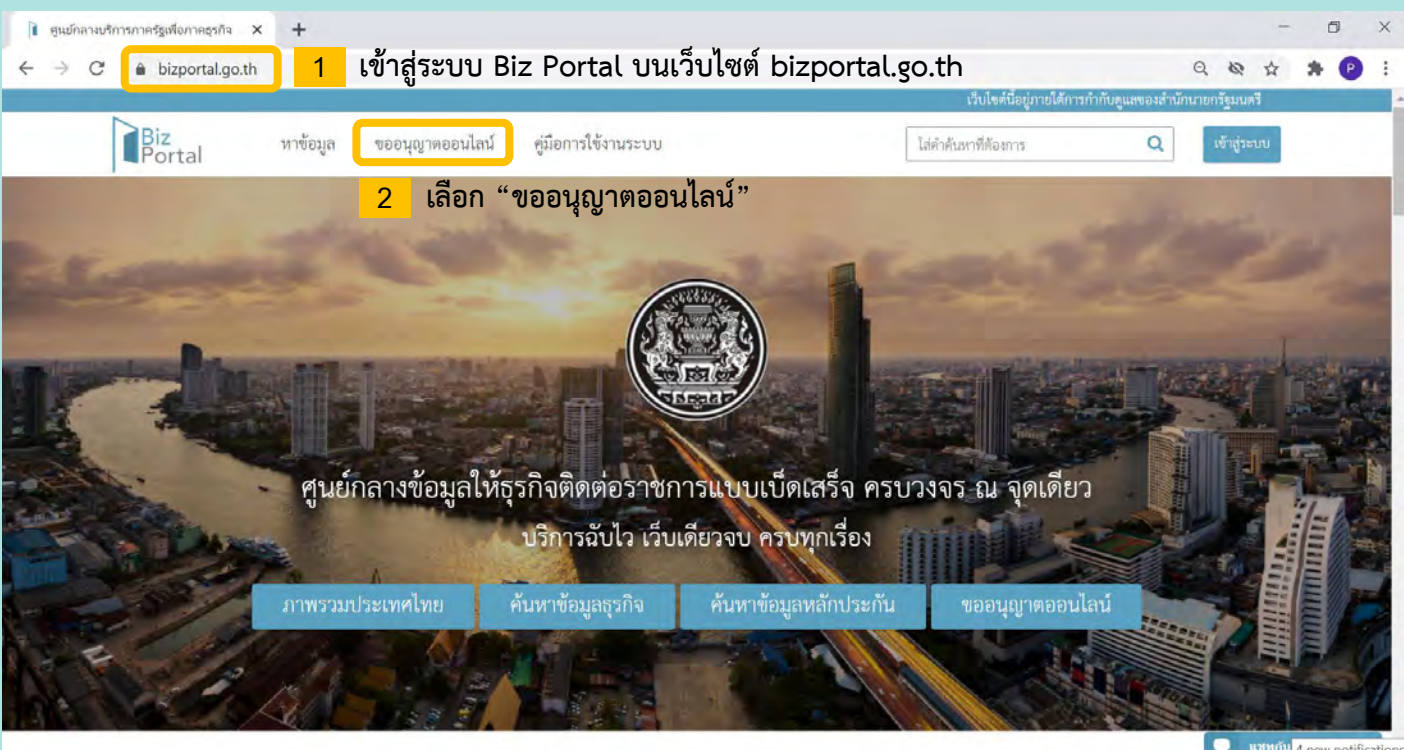 ศูนย์กลางบริการภาครัฐเพื่อภาคธุรกิจ
bizportal.go.th
1 เข้าสู่ระบบ Biz Portal บนเว็บไซต์ bizportal.go.th
P
เว็บไซต์นี้อยู่ภายใต้การกำกับดูแลของสำนักนายกรัฐมนตรี
Biz
Portal
หาข้อมูล ขออนุญาตออนไลน์ คู่มือการใช้งานระบบ ใส่คำค้นหาที่ต้องการ เข้าสู่ระบบ
2 เลือก “ขออนุญาตออนไลน์”
ศูนย์กลางข้อมูลให้ธุรกิจติดต่อราชการแบบเบ็ดเสร็จ ครบวงจร ณ จุดเดียว
บริการฉับไว เว็บเดียวจบ ครบทุกเรื่อง
ภาพรวมประเทศไทย ค้นหาข้อมูลธุรกิจ ค้นหาข้อมูลหลักประกัน ขออนุญาตออนไลน์
แชทกับ 4 new notifications